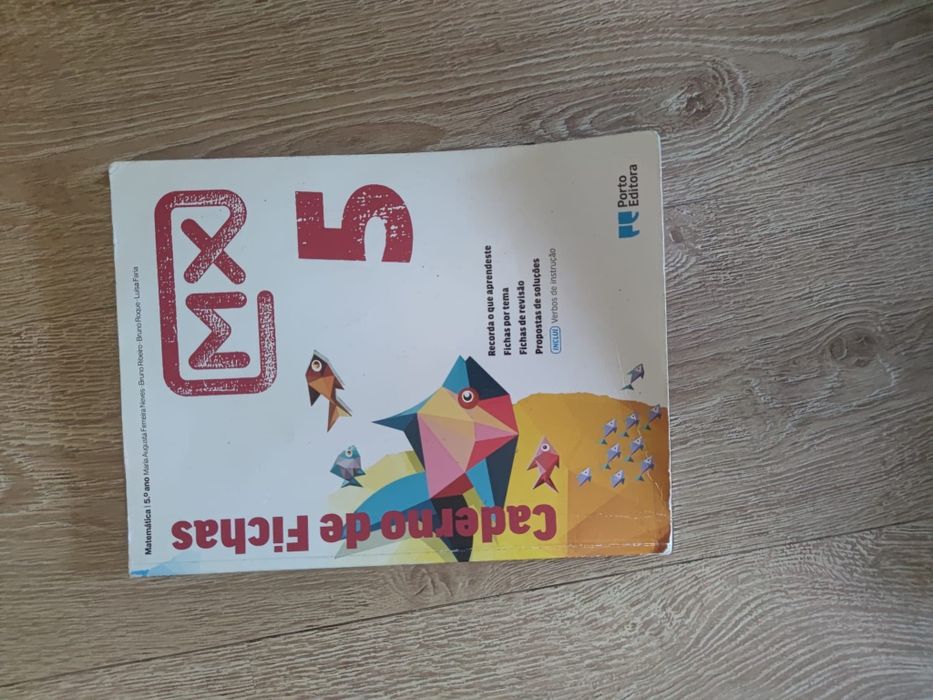 Matemática | 5.º ano Maria Augusta Ferreira Neves · Bruno Ribeiro · Bruno Roque · Luísa Faria
MX
5
Caderno de Fichas
Recorda o que aprendeste
Fichas por tema
Fichas de revisão
Propostas de soluções
INCLUI Verbos de instrução
Porto
Editora